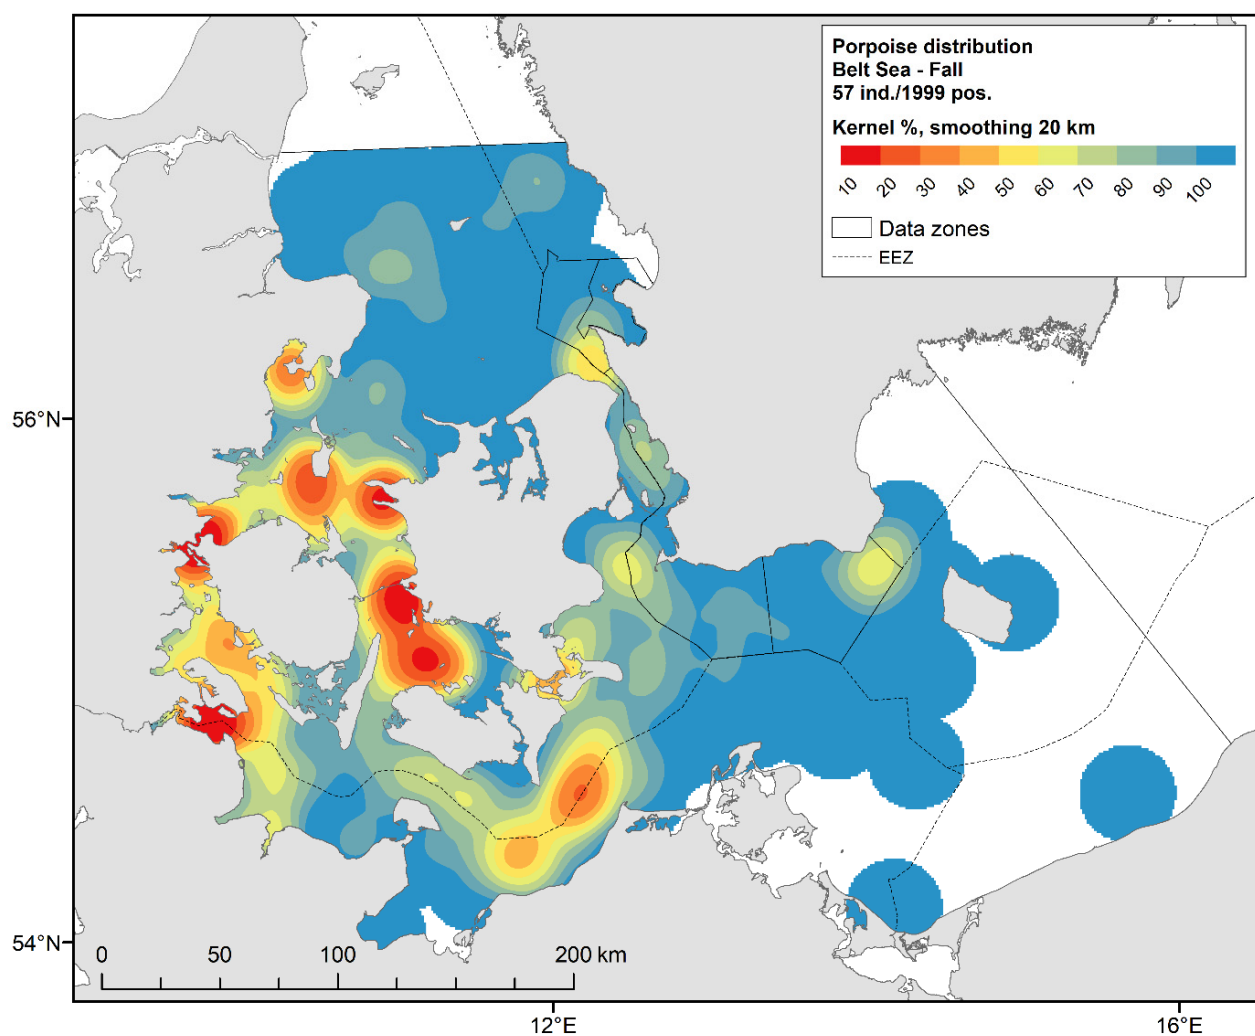 Porpoise distribution
Belt Sea - Fall
57 ind./1999 pos.
Kernel %, smoothing 20 km
10 20 30 40 50 60 70 80 90 100
Data zones
EEZ
56°N
54°N
0 50 100 200 km
12°E 16°E